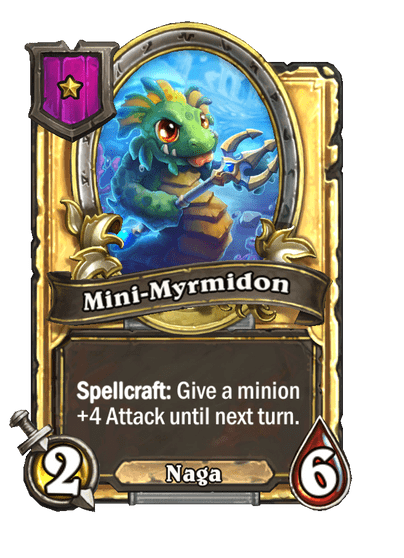 Mini-Myrmidon
Spellcraft: Give a minion
+4 Attack until next turn.
2
Naga
6